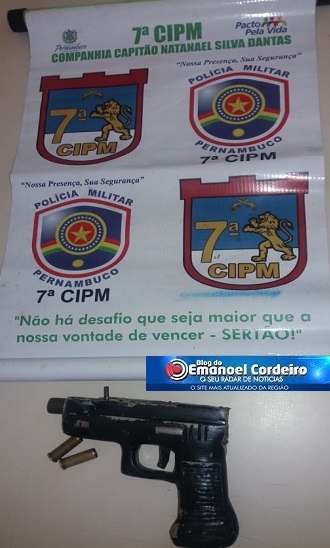 Pernambuco
7ª CIPM
Pacto
Pela Vida
COMPANHIA CAPITÃO NATANAEL SILVA DANTAS
7ª
CIPM
"Nossa Presença, Sua Segurança"
POLÍCIA MILITAR
PERNAMBUCO
7ª CIPM
"Nossa Presença, Sua Segurança"
POLÍCIA MILITAR
PERNAMBUCO
7ª CIPM
7ª
CIPM
"Não há desafio que seja maior que a
nossa vontade de vencer - SERTÃO!"
Blog do
Emanoel Cordeiro
O SEU RADAR DE NOTÍCIAS
O SITE MAIS ATUALIZADO DA REGIÃO